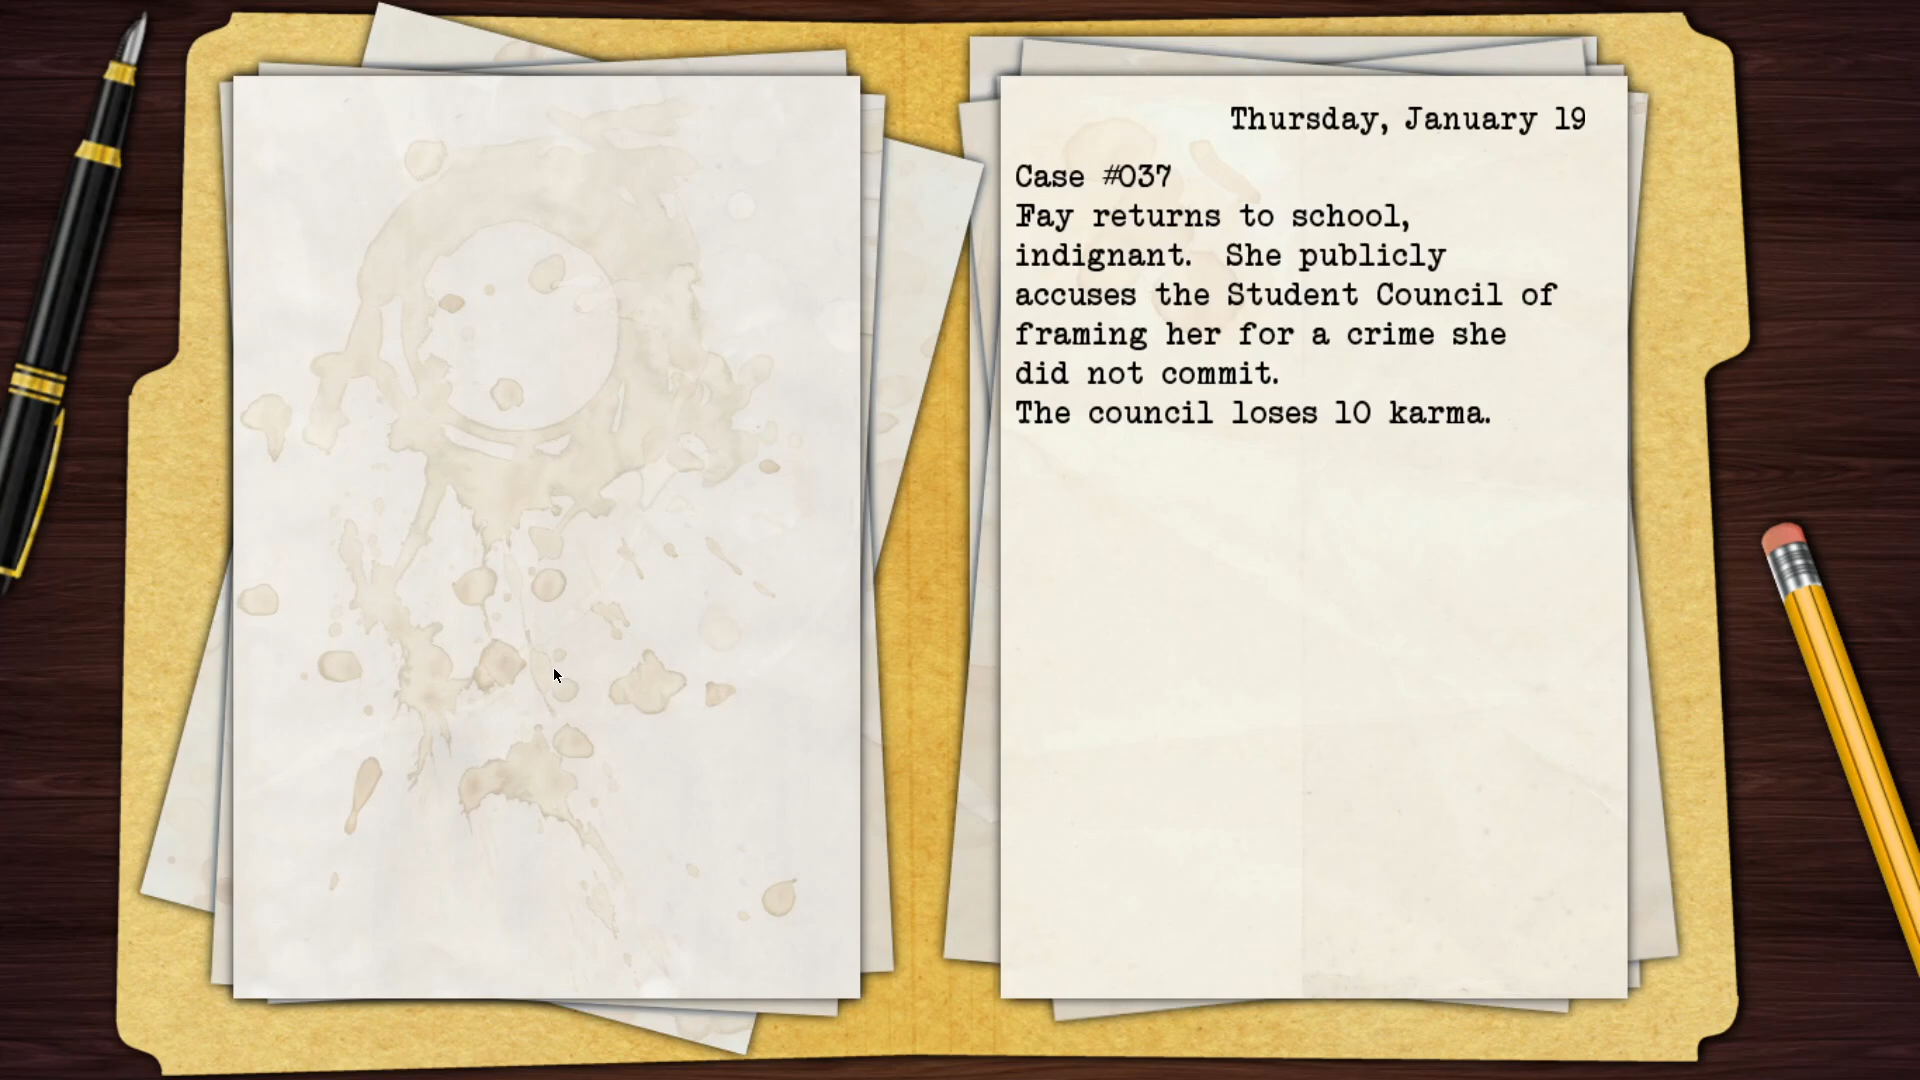 Thursday, January 19
Case #037
Fay returns to school,
indignant. She publicly
accuses the Student Council of
framing her for a crime she
did not commit.
The council loses 10 karma.